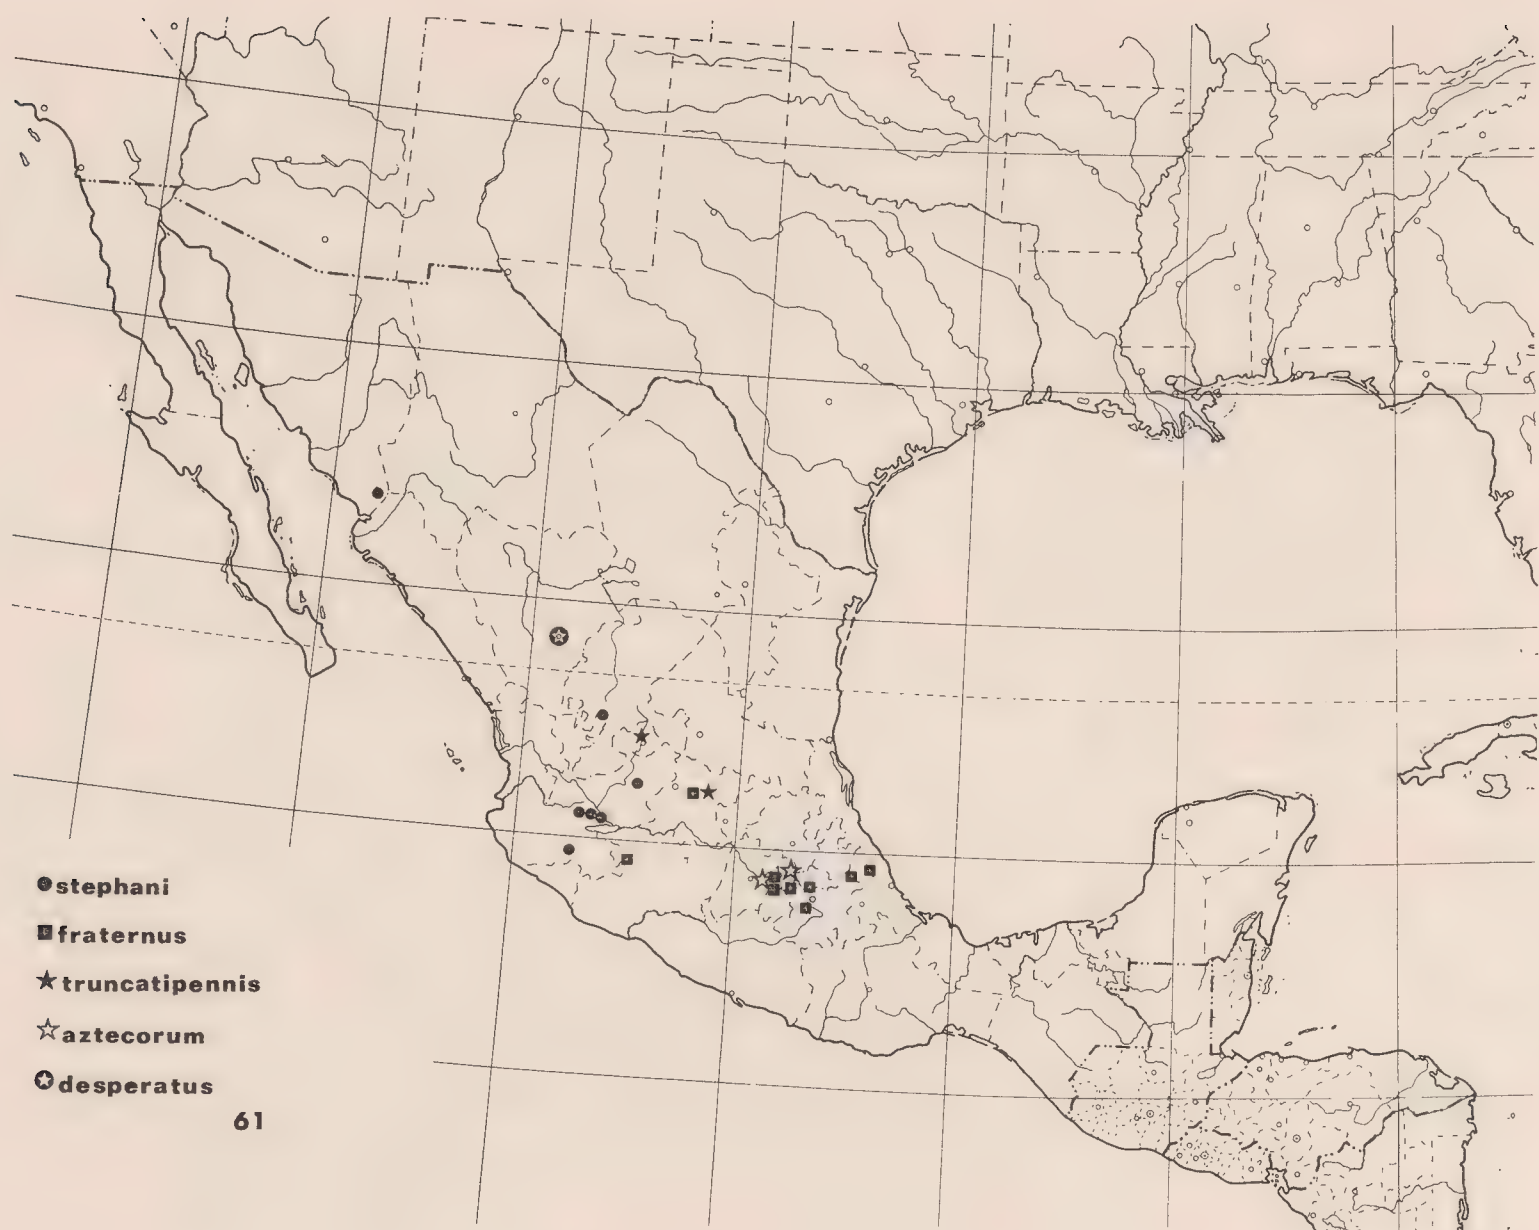 stephani
fraternus
truncatipennis
aztecorum
desperatus
61